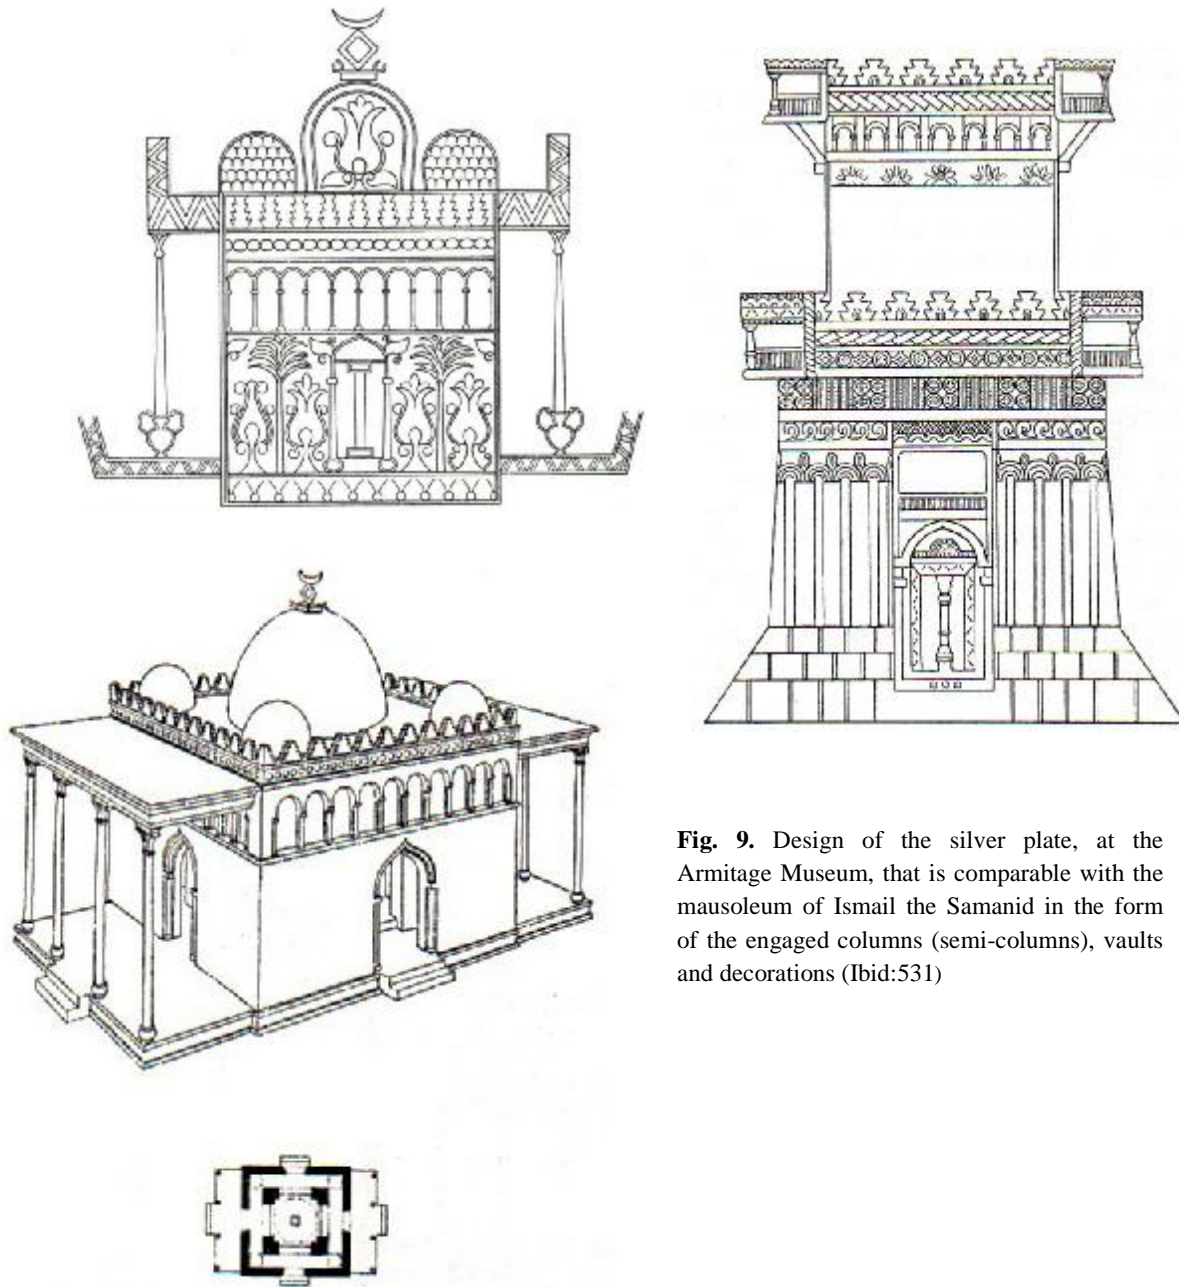 Fig. 9. Design of the silver plate, at the
Armitage Museum, that is comparable with the
mausoleum of Ismail the Samanid in the form
of the engaged columns (semi-columns), vaults
and decorations (Ibid:531)